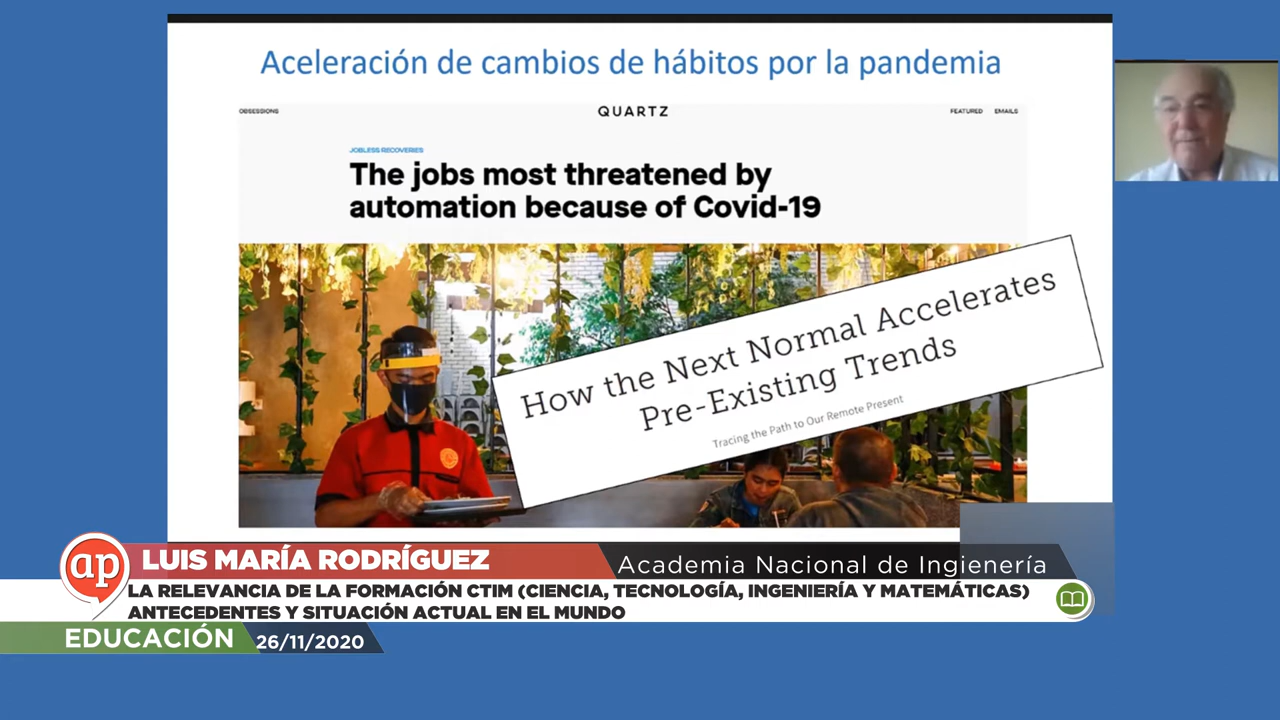 Aceleración de cambios de hábitos por la pandemia
OBSESSIONS
QUARTZ
FEATURED EMAILS
JOBLESS RECOVERIES
The jobs most threatened by
automation because of Covid-19
How the Next Normal Accelerates
Pre-Existing Trends
Tracing the Path to Our Remote Present
ap
LUIS MARÍA RODRÍGUEZ
Academia Nacional de Ingienería
LA RELEVANCIA DE LA FORMACIÓN CTIM (CIENCIA, TECNOLOGÍA, INGENIERÍA Y MATEMÁTICAS)
ANTECEDENTES Y SITUACIÓN ACTUAL EN EL MUNDO
EDUCACIÓN
26/11/2020